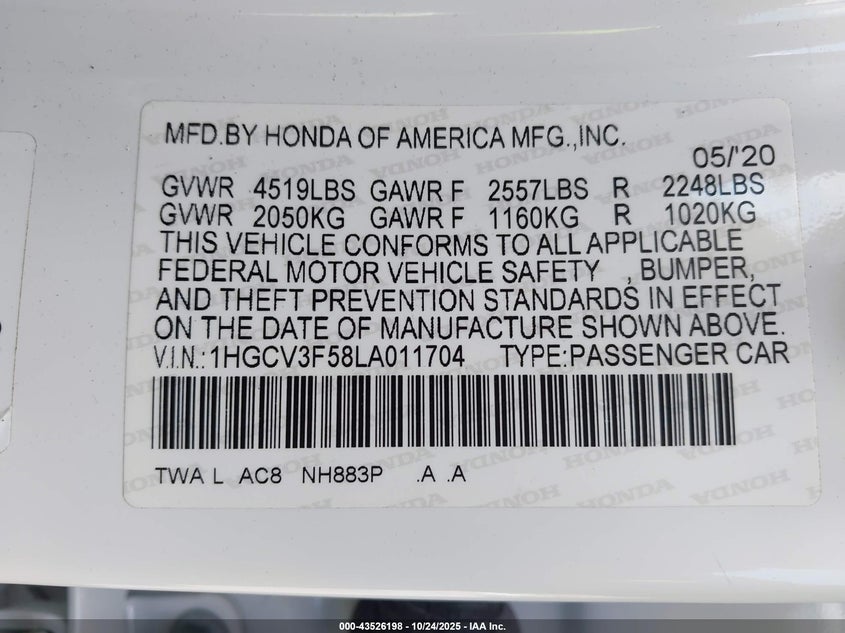 MFD.BY HONDA OF AMERICA MFG.,INC.
05/'20
GVWR 4519LBS GAWR F 2557LBS R 2248LBS
GVWR 2050KG GAWR F 1160KG R 1020KG
THIS VEHICLE CONFORMS TO ALL APPLICABLE
FEDERAL MOTOR VEHICLE SAFETY , BUMPER,
AND THEFT PREVENTION STANDARDS IN EFFECT
ON THE DATE OF MANUFACTURE SHOWN ABOVE.
V.I.N.:1HGCV3F58LA011704 TYPE:PASSENGER CAR
TWA L AC8 NH883P .A .A
000-43526198 - 10/24/2025 - IAA Inc.